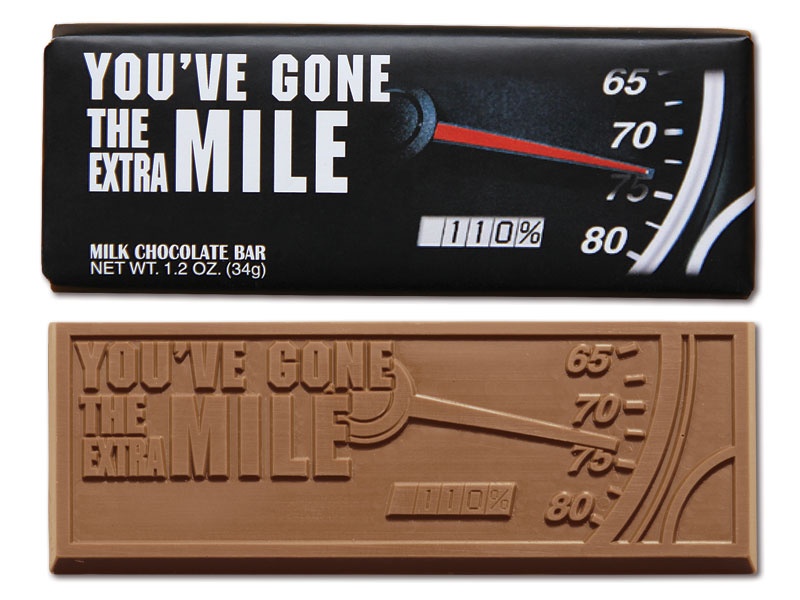 YOU'VE GONE
THE
EXTRA MILE
65
70
75
80
110%
MILK CHOCOLATE BAR
NET WT. 1.2 OZ. (34g)
YOU'VE GONE
THE
EXTRA MILE
65
70
75
80
110%